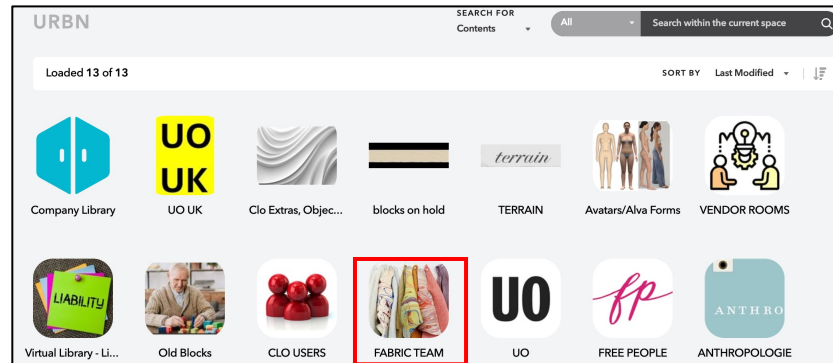 URBN
SEARCH FOR
Contents
All
Search within the current space
Loaded 13 of 13
SORT BY Last Modified
UO
UK
terrain
Company Library
UO UK
Clo Extras, Objec...
blocks on hold
TERRAIN
Avatars/Alva Forms
VENDOR ROOMS
LIABILITY
UO
fp
ANTHRO
Virtual Library - Li...
Old Blocks
CLO USERS
FABRIC TEAM
UO
FREE PEOPLE
ANTHROPOLOGIE